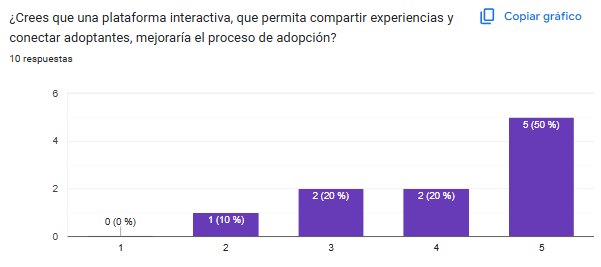 ¿Crees que una plataforma interactiva, que permita compartir experiencias y
conectar adoptantes, mejoraría el proceso de adopción?
Copiar gráfico
10 respuestas
6
4
2
0
0 (0 %)
1 (10 %)
2 (20 %)
2 (20 %)
5 (50 %)
1
2
3
4
5